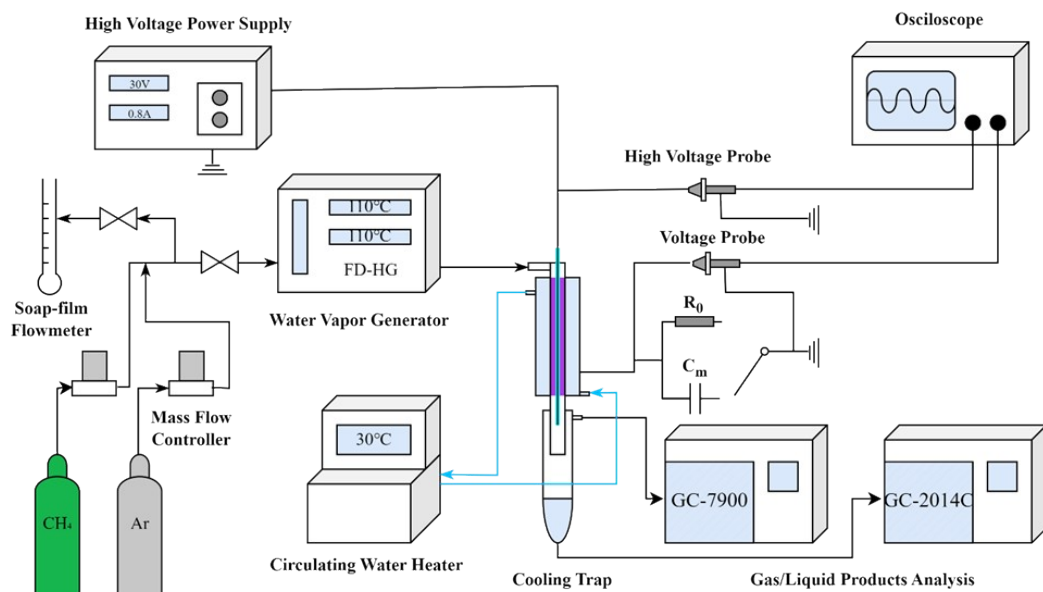 High Voltage Power Supply
Osciloscope
30V
0.8A
High Voltage Probe
110℃
110℃
FD-HG
Voltage Probe
Soap-film
Flowmeter
Water Vapor Generator
R₀
Cₘ
Mass Flow
Controller
30℃
CH₄
Ar
GC-7900
GC-2014C
Circulating Water Heater
Cooling Trap
Gas/Liquid Products Analysis